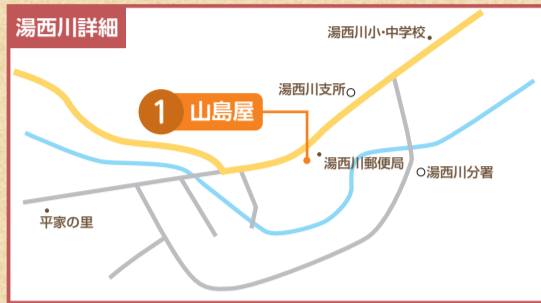 湯西川詳細
湯西川小・中学校
湯西川支所
1 山島屋
湯西川郵便局
湯西川分署
平家の里